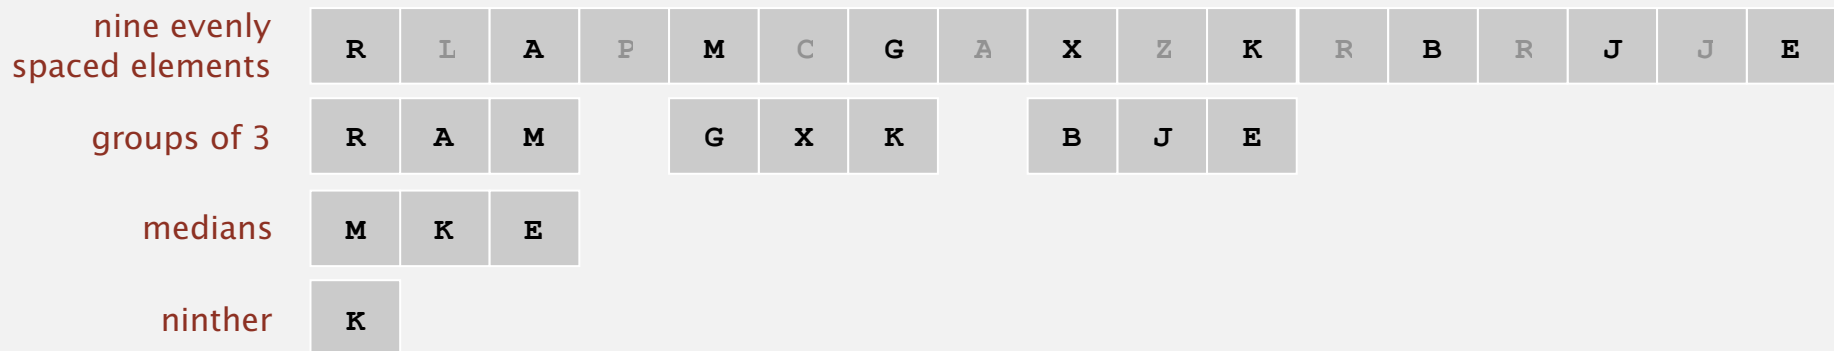 nine evenly
spaced elements
R L A P M C G A X Z K R B R J J E
groups of 3
R A M G X K B J E
medians
M K E
ninther
K